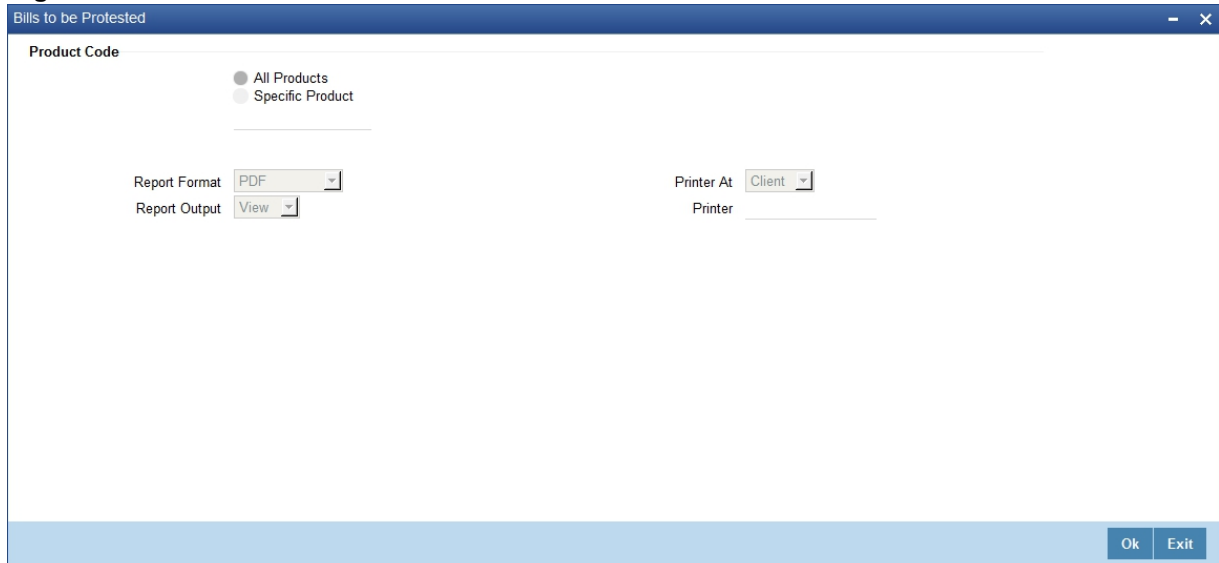 Bills to be Protested
Product Code
All Products
Specific Product
Report Format PDF Printer At Client
Report Output View Printer
Ok Exit